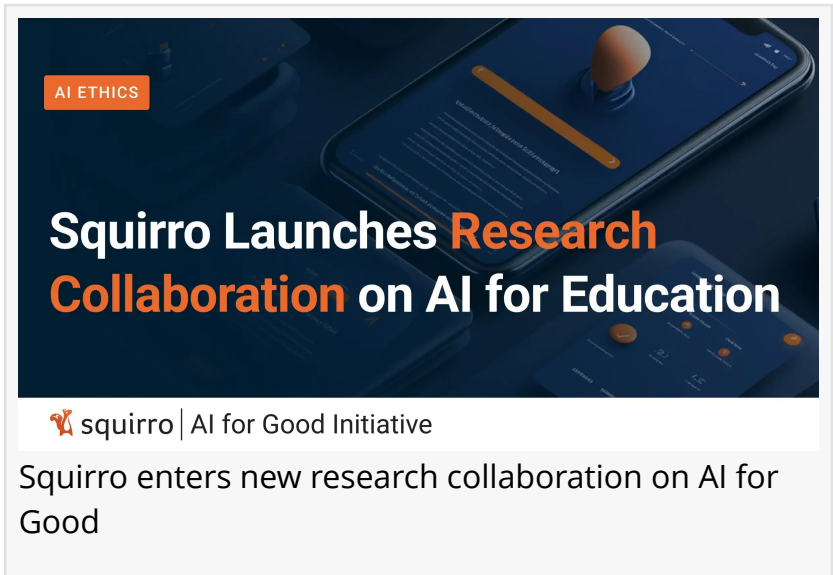 AI ETHICS
Squirro Launches Research
Collaboration on AI for Education
squirro | AI for Good Initiative
Squirro enters new research collaboration on AI for
Good